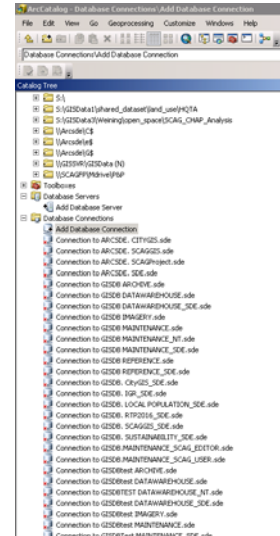 ArcCatalog - Database Connections\Add Database Connection
File Edit View Go Geoprocessing Customize Windows Help
Database Connections\Add Database Connection
Catalog Tree
S:\
S:\GISData1\shared_dataset\land_use\HQTA
S:\GISData3\Weining\open_space\SCAG_CHAP_Analysis
\\Arcsde\C$
\\Arcsde\e$
\\Arcsde\G$
\\GISSVR\GISData (N)
\\SCAGFP\Mdrive\P&P
Toolboxes
Database Servers
Add Database Server
Database Connections
Add Database Connection
Connection to ARCSDE. CITYGIS.sde
Connection to ARCSDE. SCAGGIS.sde
Connection to ARCSDE. SCAGProject.sde
Connection to ARCSDE. SDE.sde
Connection to GISDB ARCHIVE.sde
Connection to GISDB DATAWAREHOUSE.sde
Connection to GISDB DATAWAREHOUSE_SDE.sde
Connection to GISDB IMAGERY.sde
Connection to GISDB MAINTENANCE.sde
Connection to GISDB MAINTENANCE_NT.sde
Connection to GISDB MAINTENANCE_SDE.sde
Connection to GISDB REFERENCE.sde
Connection to GISDB REFERENCE_SDE.sde
Connection to GISDB. CityGIS_SDE.sde
Connection to GISDB. IGR_SDE.sde
Connection to GISDB. LOCAL POPULATION_SDE.sde
Connection to GISDB. RTP2016_SDE.sde
Connection to GISDB. SCAGGIS_SDE.sde
Connection to GISDB. SUSTAINABILITY_SDE.sde
Connection to GISDB.MAINTENANCE_SCAG_EDITOR.sde
Connection to GISDB.MAINTENANCE_SCAG_USER.sde
Connection to GISDBtest ARCHIVE.sde
Connection to GISDBtest DATAWAREHOUSE.sde
Connection to GISDBTEST DATAWAREHOUSE_NT.sde
Connection to GISDBtest DATAWAREHOUSE_SDE.sde
Connection to GISDBtest IMAGERY.sde
Connection to GISDBtest MAINTENANCE.sde
Connection to GISDBTest MAINTENANCE_SDE.sde